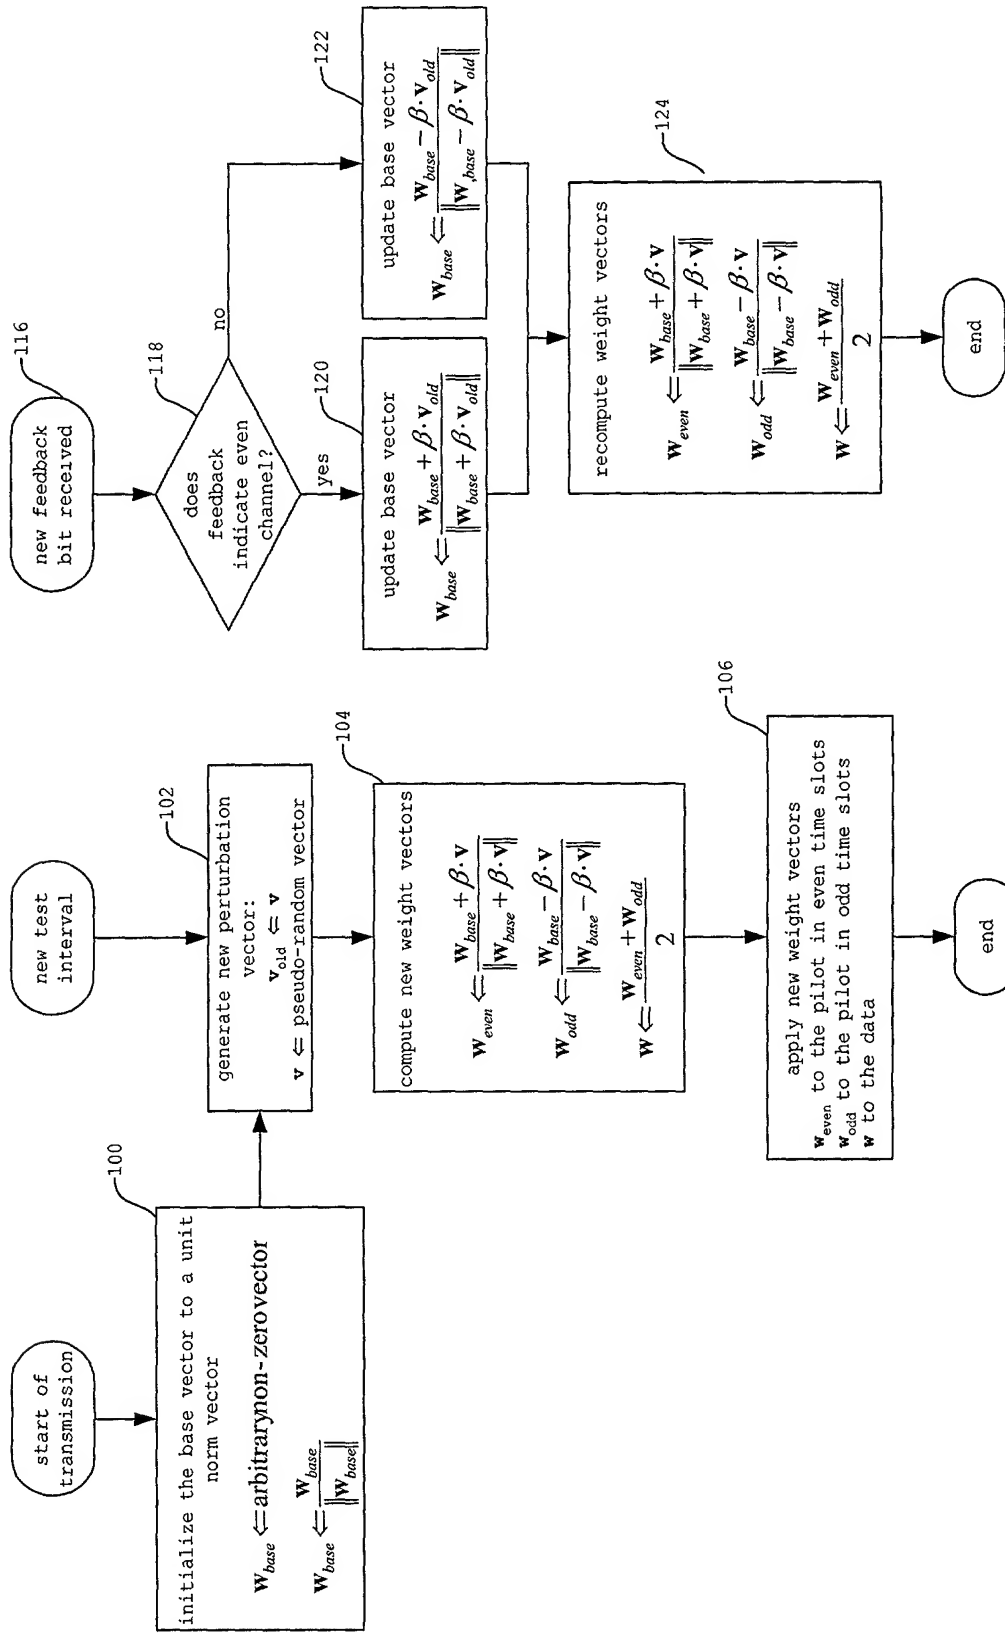 start of
transmission
100
initialize the base vector to a unit
norm vector
w_base ⇐ arbitrarynon-zerovector
w_base ⇐ w_base / ‖w_base‖
new test
interval
102
generate new perturbation
vector:
v_old ⇐ v
v ⇐ pseudo-random vector
104
compute new weight vectors
w_even ⇐ w_base + β·v / ‖w_base + β·v‖
w_odd ⇐ w_base − β·v / ‖w_base − β·v‖
w ⇐ w_even + w_odd / 2
106
apply new weight vectors
w_even to the pilot in even time slots
w_odd to the pilot in odd time slots
w to the data
end
new feedback
bit received
116
118
does
feedback
indicate even
channel?
yes
no
120
update base vector
w_base ⇐ w_base + β·v_old / ‖w_base + β·v_old‖
122
update base vector
w_base ⇐ w_base − β·v_old / ‖w_,base − β·v_old‖
124
recompute weight vectors
w_even ⇐ w_base + β·v / ‖w_base + β·v‖
w_odd ⇐ w_base − β·v / ‖w_base − β·v‖
w ⇐ w_even + w_odd / 2
end